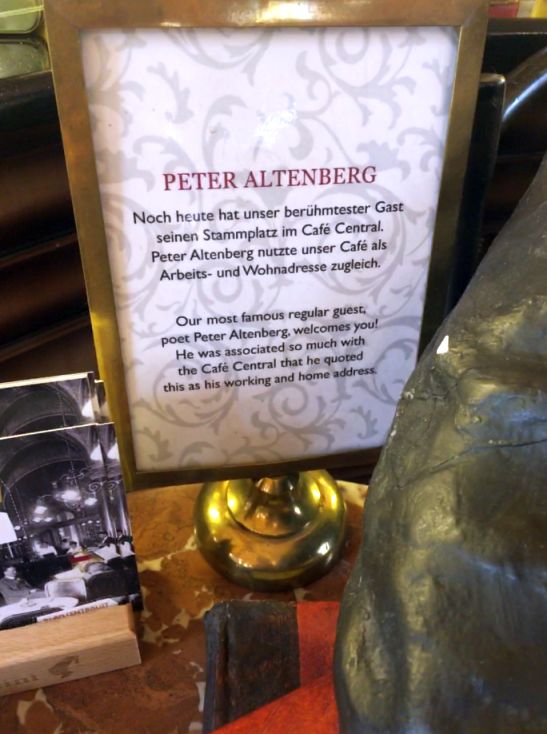 PETER ALTENBERG
Noch heute hat unser berühmtester Gast
seinen Stammplatz im Café Central.
Peter Altenberg nutzte unser Café als
Arbeits- und Wohnadresse zugleich.
Our most famous regular guest,
poet Peter Altenberg, welcomes you!
He was associated so much with
the Café Central that he quoted
this as his working and home address.